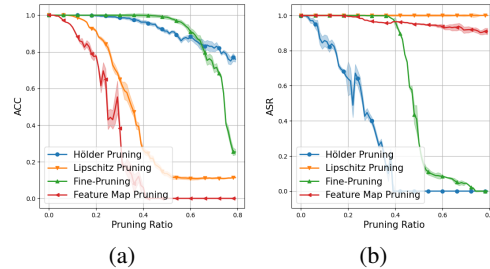 1.0
0.8
0.6
0.4
0.2
0.0
ACC
Hölder Pruning
Lipschitz Pruning
Fine-Pruning
Feature Map Pruning
0.0 0.2 0.4 0.6 0.8
Pruning Ratio
(a)
1.0
0.8
0.6
0.4
0.2
0.0
ASR
Hölder Pruning
Lipschitz Pruning
Fine-Pruning
Feature Map Pruning
0.0 0.2 0.4 0.6 0.8
Pruning Ratio
(b)